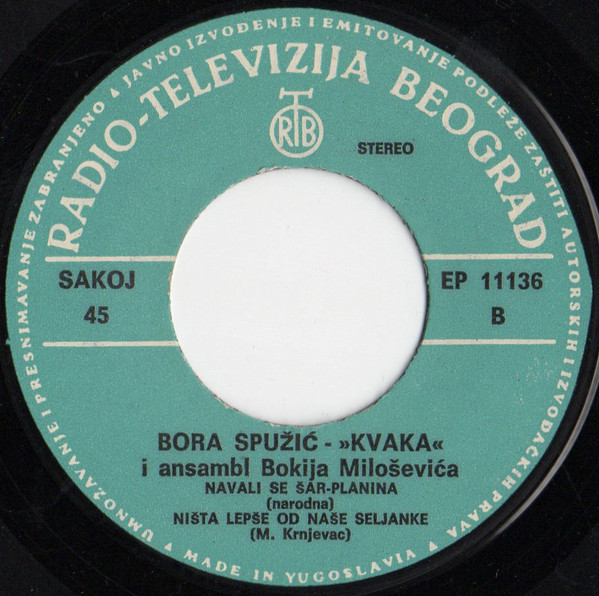 UMNOŽAVANJE I PRESNIMAVANJE ZABRANJENO ▲ JAVNO IZVOĐENJE I EMITOVANJE PODLEŽE ZAŠTITI AUTORSKIH I IZVOĐAČKIH PRAVA ▲
RADIO-TELEVIZIJA BEOGRAD
RTB
STEREO
SAKOJ
45
EP 11136
B
BORA SPUŽIĆ - »KVAKA«
i ansambl Bokija Miloševića
NAVALI SE ŠAR-PLANINA
(narodna)
NIŠTA LEPŠE OD NAŠE SELJANKE
(M. Krnjevac)
MADE IN YUGOSLAVIA ▲